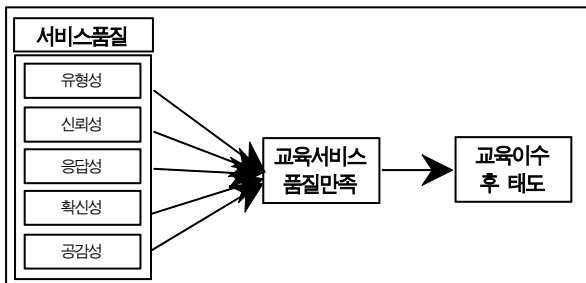 서비스품질
유형성
신뢰성
응답성
확신성
공감성
교육서비스
품질만족
교육이수
후 태도